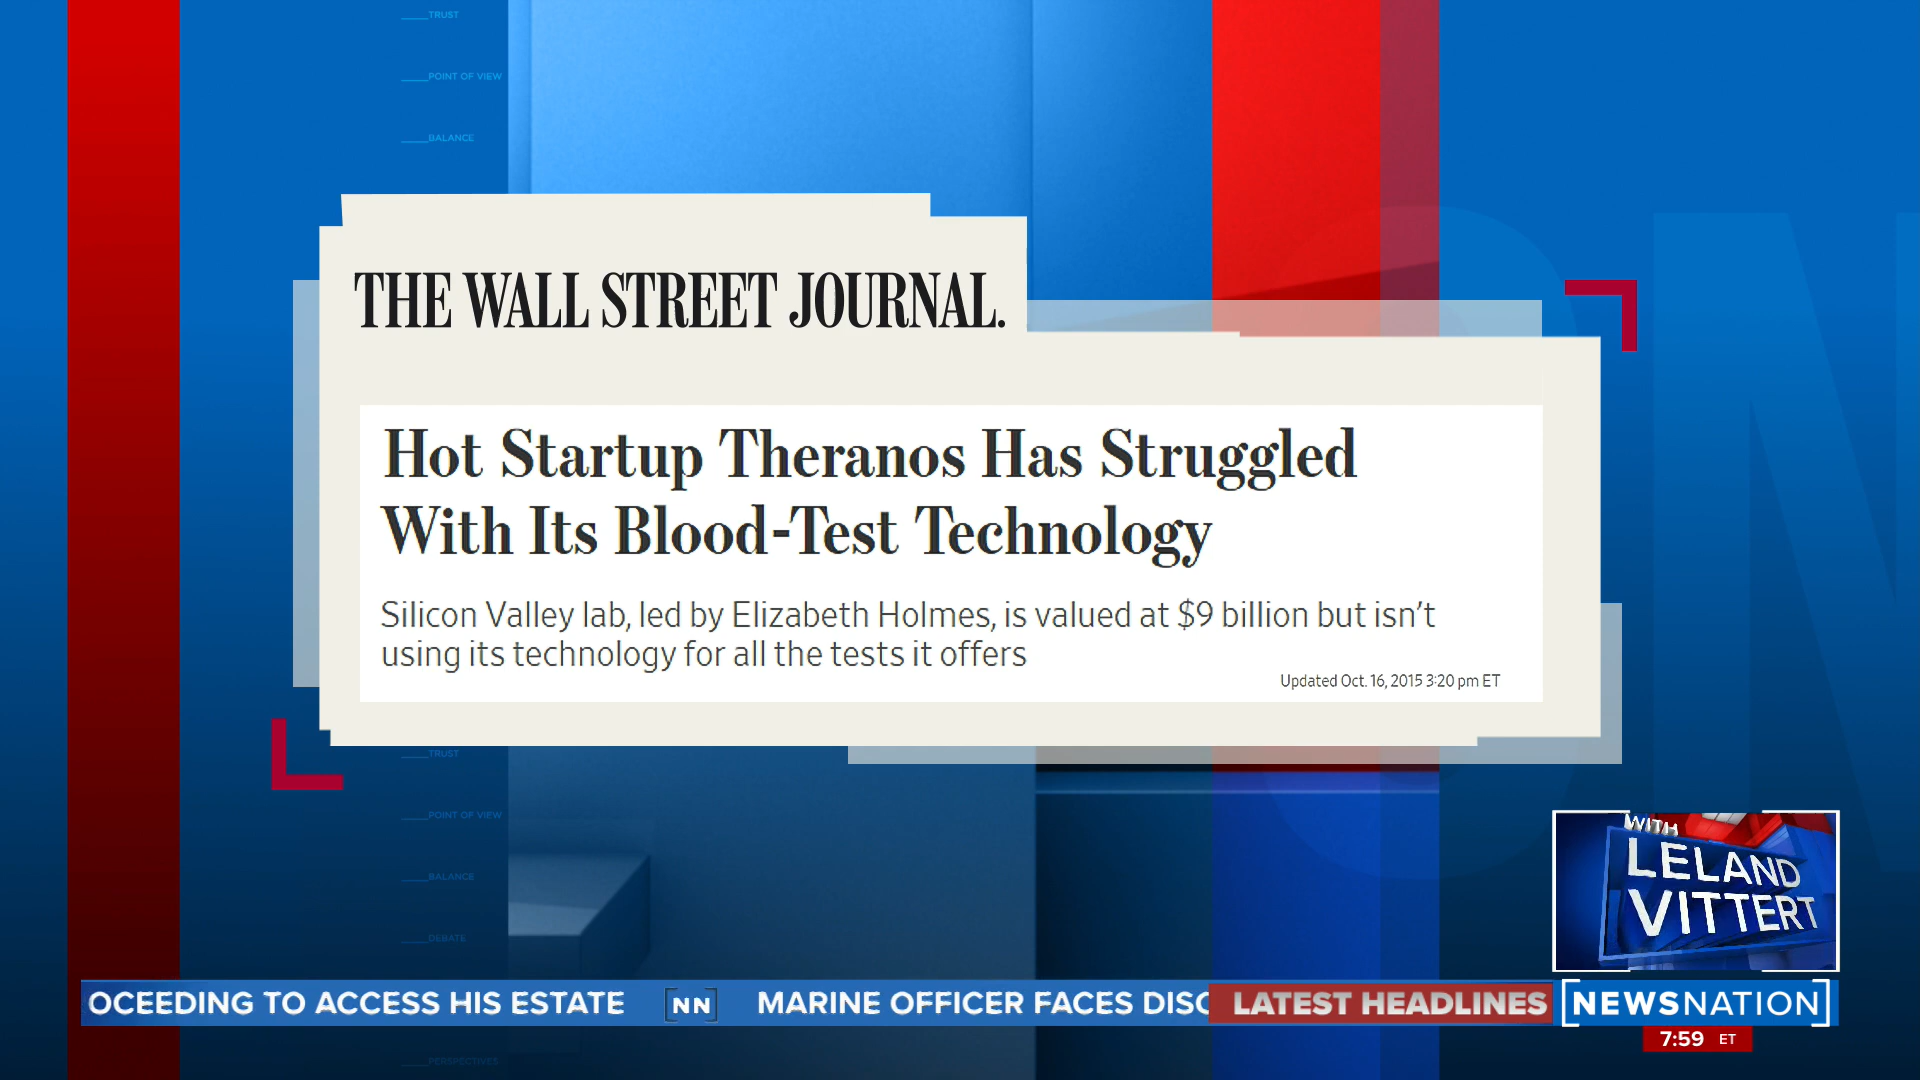 TRUST
POINT OF VIEW
BALANCE
THE WALL STREET JOURNAL.
Hot Startup Theranos Has Struggled
With Its Blood-Test Technology
Silicon Valley lab, led by Elizabeth Holmes, is valued at $9 billion but isn't
using its technology for all the tests it offers
Updated Oct. 16, 2015 3:20 pm ET
TRUST
POINT OF VIEW
BALANCE
DEBATE
WITH
LELAND
VITTERT
OCEEDING TO ACCESS HIS ESTATE NN MARINE OFFICER FACES DISC LATEST HEADLINES NEWSNATION
7:59 ET
PERSPECTIVES